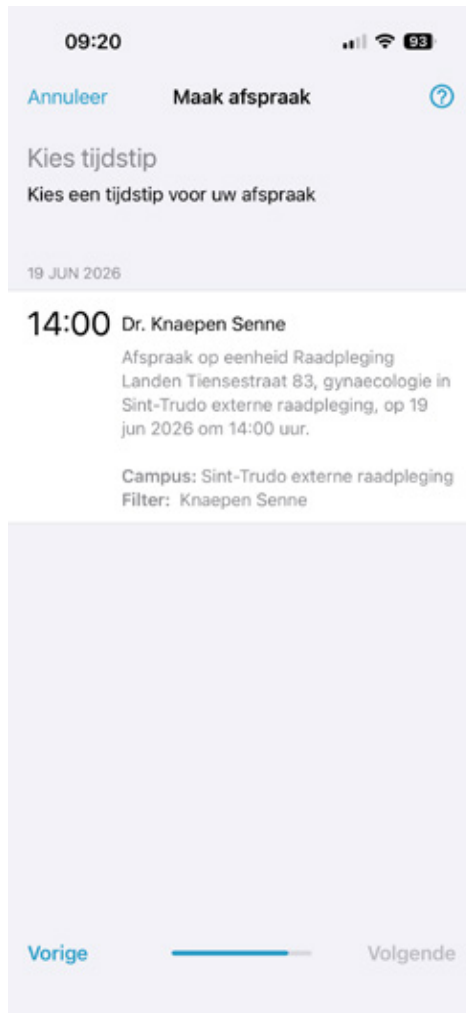 09:20 93
Annuleer Maak afspraak ?
Kies tijdstip
Kies een tijdstip voor uw afspraak
19 JUN 2026
14:00 Dr. Knaepen Senne
Afspraak op eenheid Raadpleging
Landen Tiensestraat 83, gynaecologie in
Sint-Trudo externe raadpleging, op 19
jun 2026 om 14:00 uur.
Campus: Sint-Trudo externe raadpleging
Filter: Knaepen Senne
Vorige Volgende